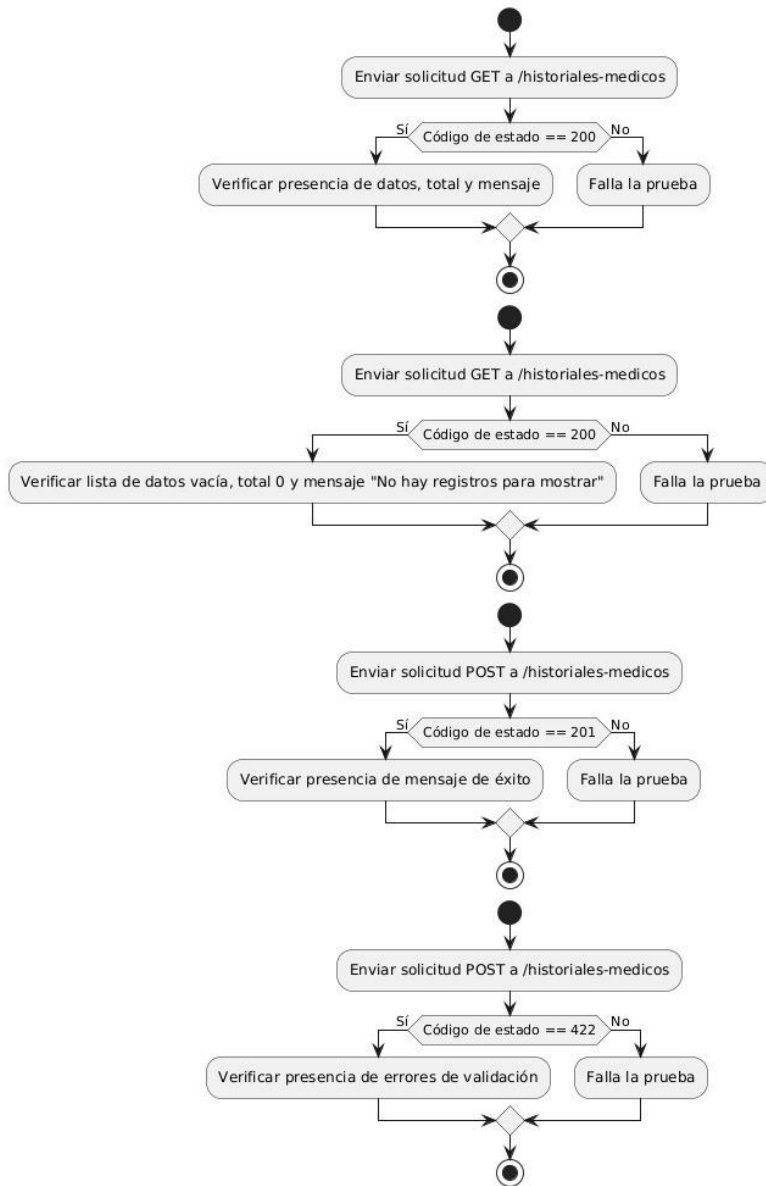 Enviar solicitud GET a /historiales-medicos
Sí
Código de estado == 200
No
Verificar presencia de datos, total y mensaje
Falla la prueba
Enviar solicitud GET a /historiales-medicos
Sí
Código de estado == 200
No
Verificar lista de datos vacía, total 0 y mensaje "No hay registros para mostrar"
Falla la prueba
Enviar solicitud POST a /historiales-medicos
Sí
Código de estado == 201
No
Verificar presencia de mensaje de éxito
Falla la prueba
Enviar solicitud POST a /historiales-medicos
Sí
Código de estado == 422
No
Verificar presencia de errores de validación
Falla la prueba